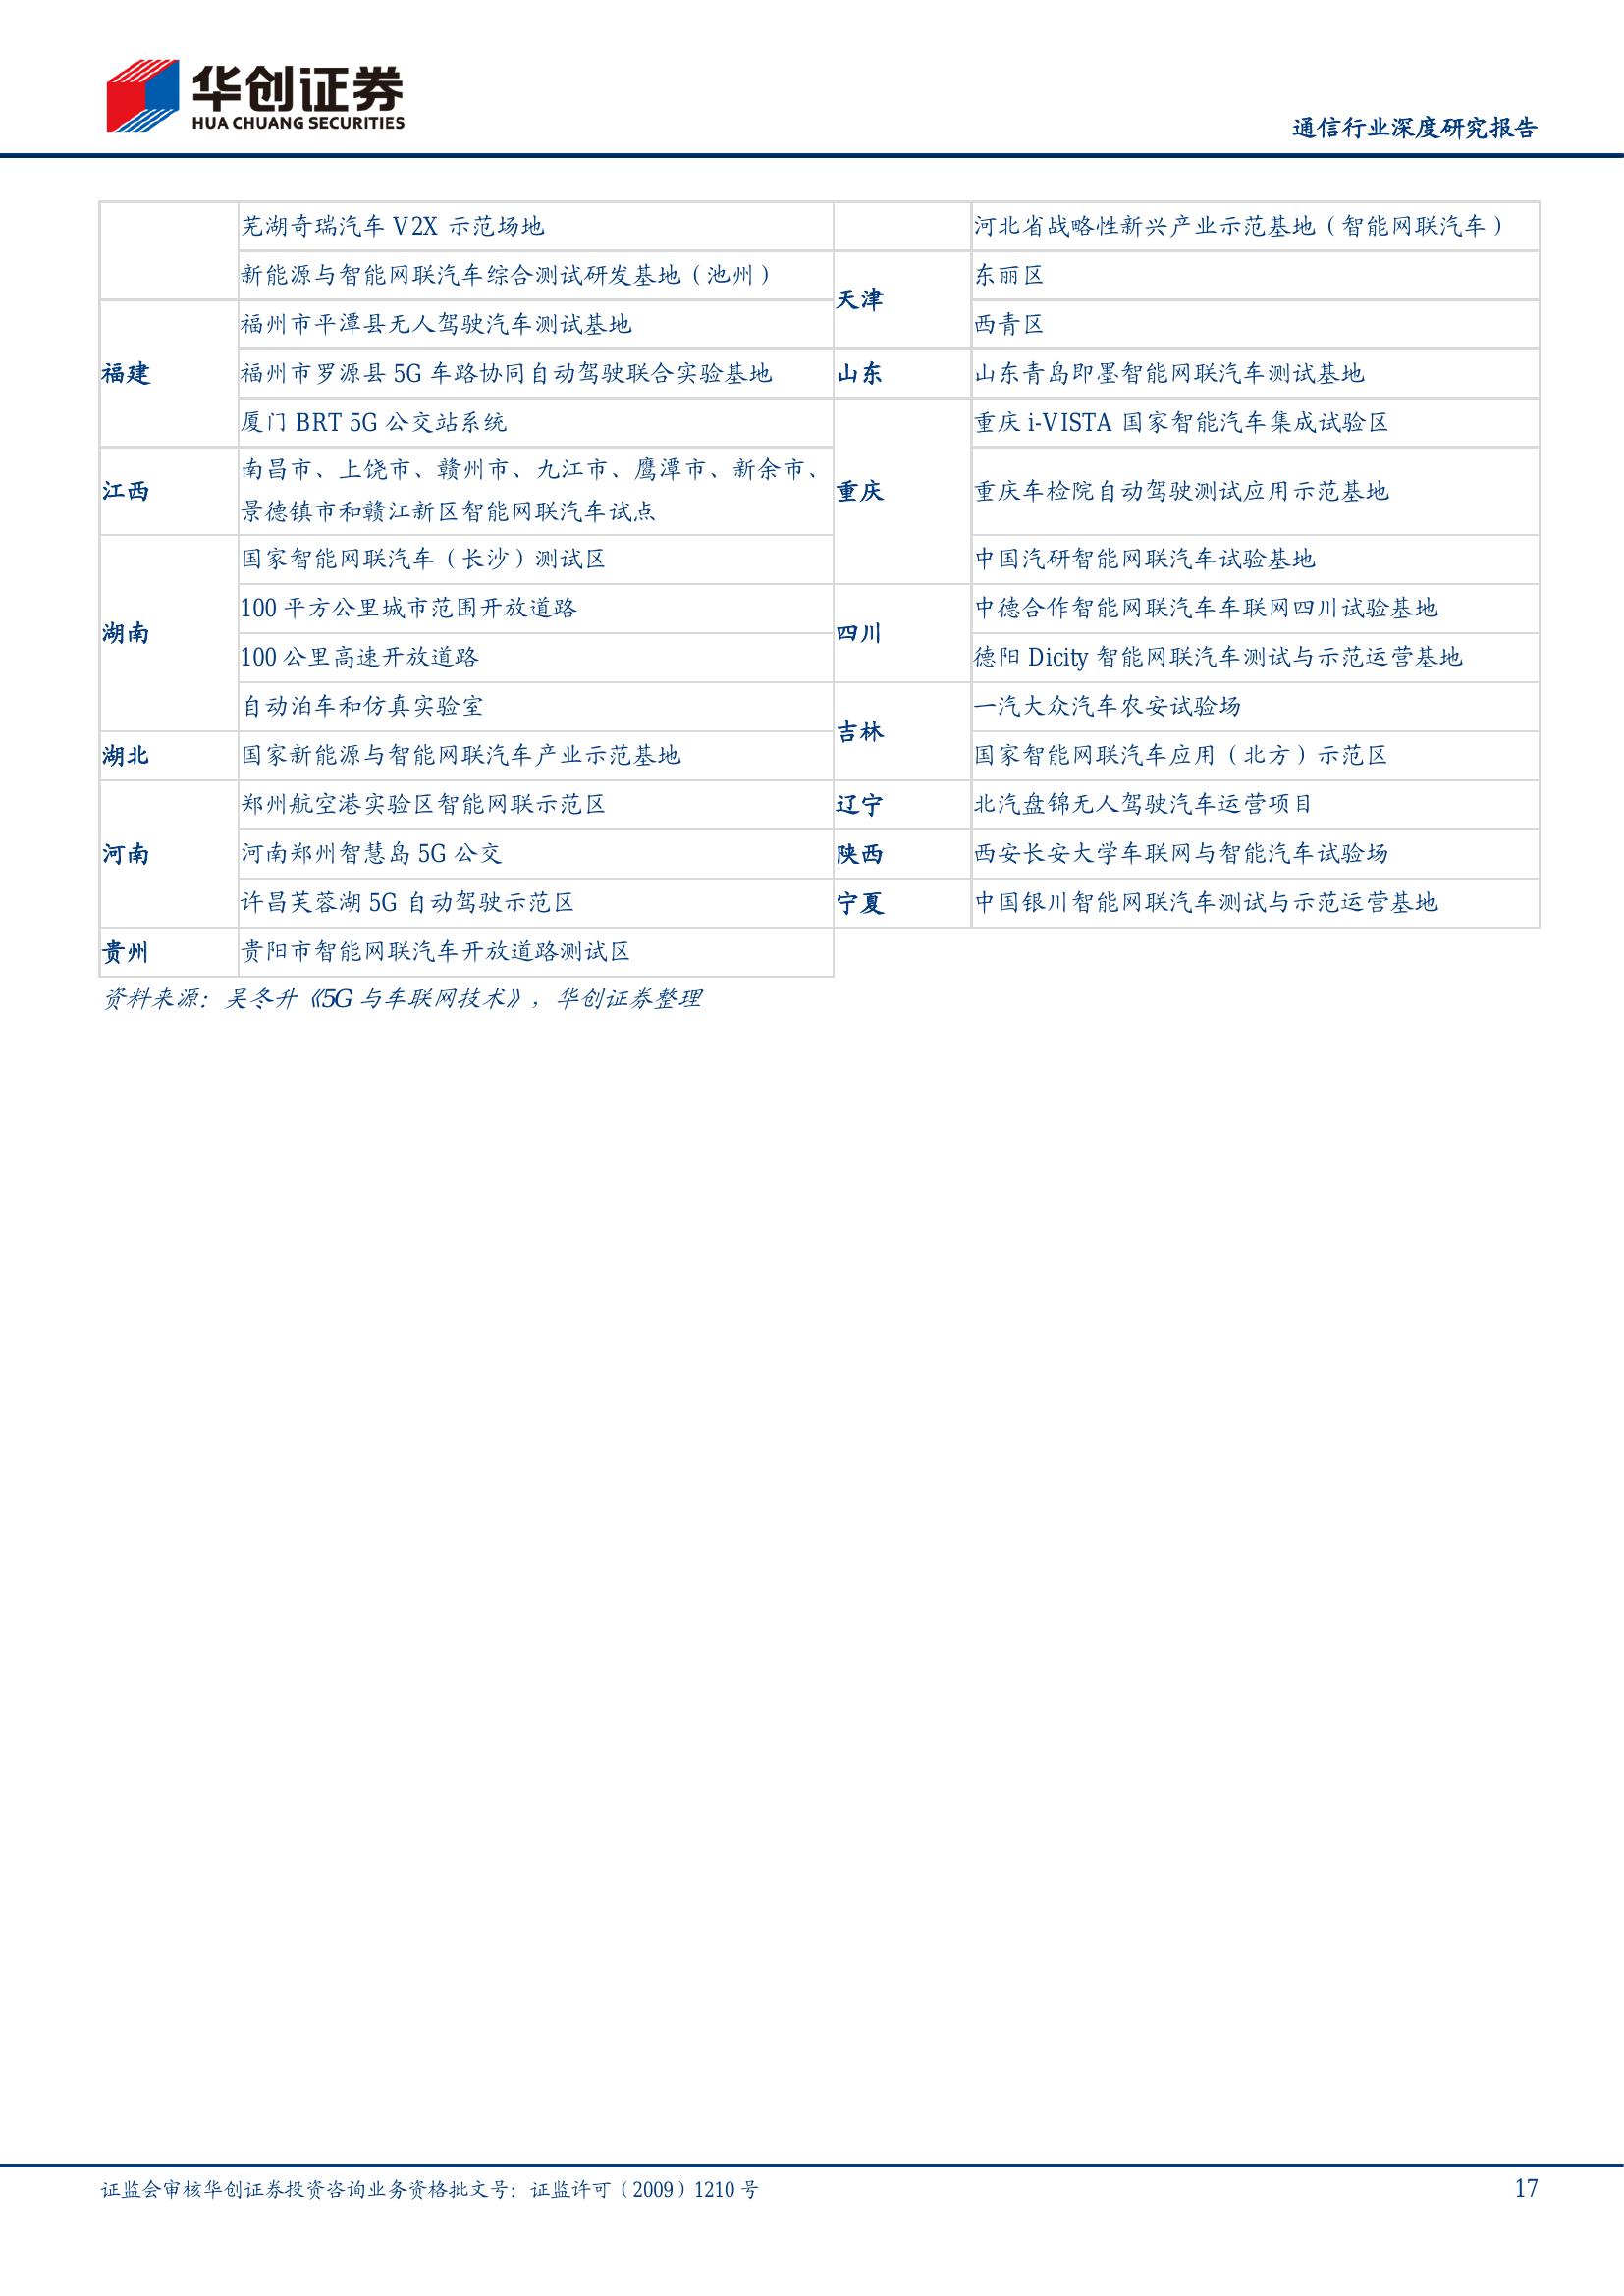 华创证券
HUA CHUANG SECURITIES
通信行业深度研究报告
芜湖奇瑞汽车 V2X 示范场地
河北省战略性新兴产业示范基地（智能网联汽车）
新能源与智能网联汽车综合测试研发基地（池州）
天津
东丽区
福建
福州市平潭县无人驾驶汽车测试基地
西青区
福州市罗源县 5G 车路协同自动驾驶联合实验基地
山东
山东青岛即墨智能网联汽车测试基地
厦门 BRT 5G 公交站系统
重庆
重庆 i-VISTA 国家智能汽车集成试验区
江西
南昌市、上饶市、赣州市、九江市、鹰潭市、新余市、
景德镇市和赣江新区智能网联汽车试点
重庆车检院自动驾驶测试应用示范基地
湖南
国家智能网联汽车（长沙）测试区
中国汽研智能网联汽车试验基地
100 平方公里城市范围开放道路
四川
中德合作智能网联汽车车联网四川试验基地
100 公里高速开放道路
德阳 Dicity 智能网联汽车测试与示范运营基地
自动泊车和仿真实验室
吉林
一汽大众汽车农安试验场
湖北
国家新能源与智能网联汽车产业示范基地
国家智能网联汽车应用（北方）示范区
河南
郑州航空港实验区智能网联示范区
辽宁
北汽盘锦无人驾驶汽车运营项目
河南郑州智慧岛 5G 公交
陕西
西安长安大学车联网与智能汽车试验场
许昌芙蓉湖 5G 自动驾驶示范区
宁夏
中国银川智能网联汽车测试与示范运营基地
贵州
贵阳市智能网联汽车开放道路测试区
资料来源：吴冬升《5G 与车联网技术》，华创证券整理
证监会审核华创证券投资咨询业务资格批文号：证监许可（2009）1210 号
17